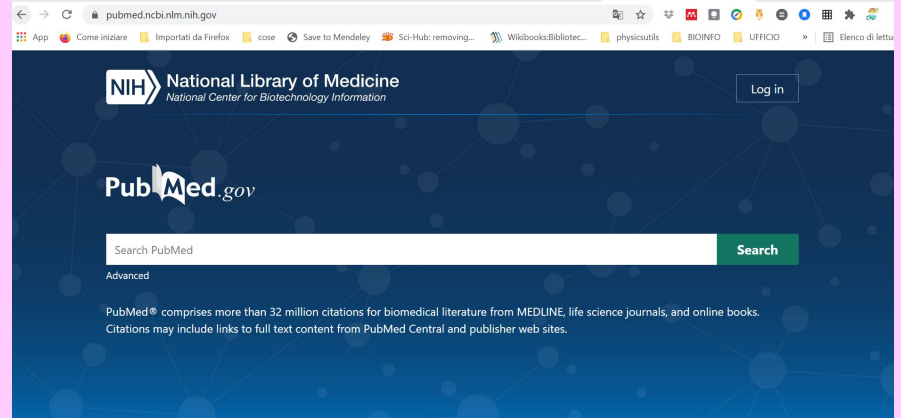 pubmed.ncbi.nlm.nih.gov
App Come iniziare Importati da Firefox cose Save to Mendeley Sci-Hub: removing... Wikibooks:Bibliotec... physicsutils BIOINFO UFFICIO » Elenco di lettu
NIH National Library of Medicine
National Center for Biotechnology Information
Log in
PubMed.gov
Search PubMed
Search
Advanced
PubMed® comprises more than 32 million citations for biomedical literature from MEDLINE, life science journals, and online books.
Citations may include links to full text content from PubMed Central and publisher web sites.